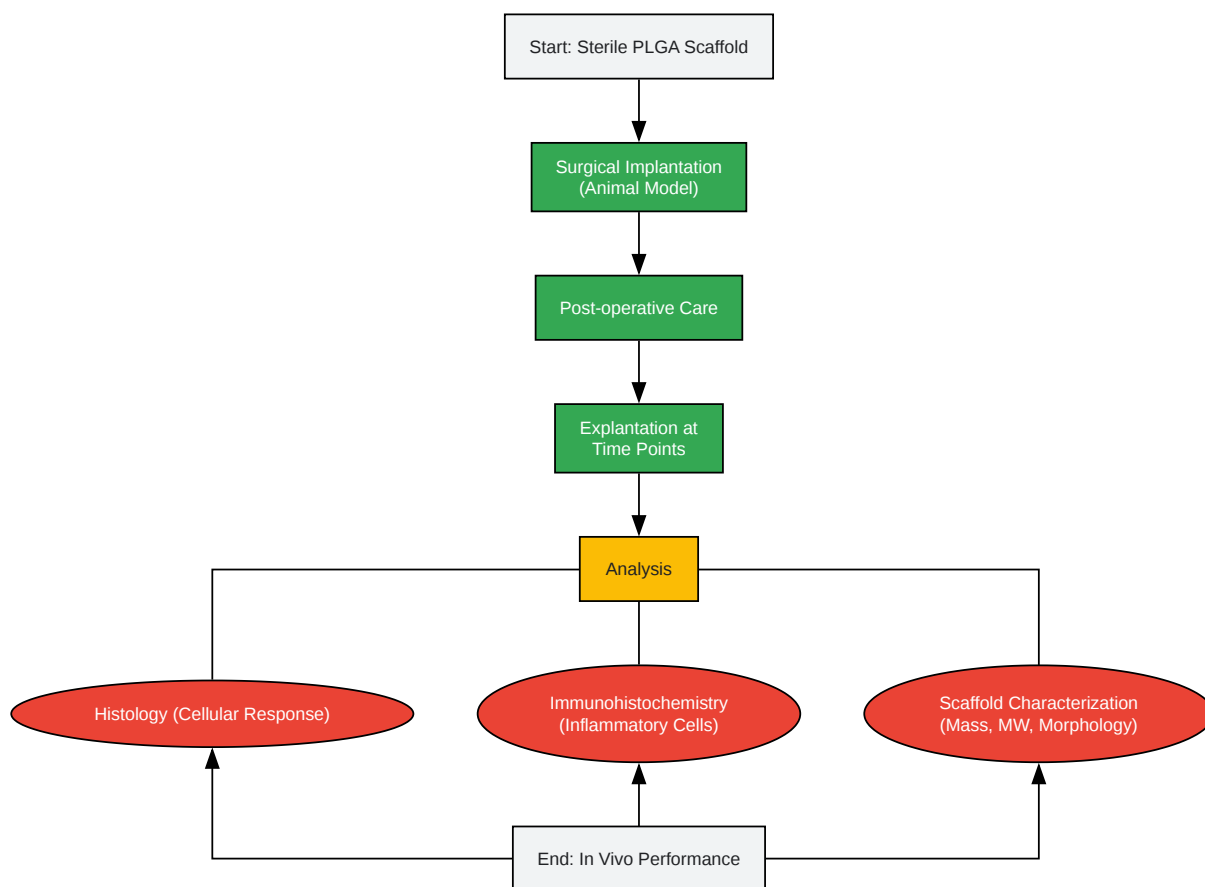 Start: Sterile PLGA Scaffold
Surgical Implantation
(Animal Model)
Post-operative Care
Explantation at
Time Points
Analysis
Histology (Cellular Response)
Immunohistochemistry
(Inflammatory Cells)
Scaffold Characterization
(Mass, MW, Morphology)
End: In Vivo Performance